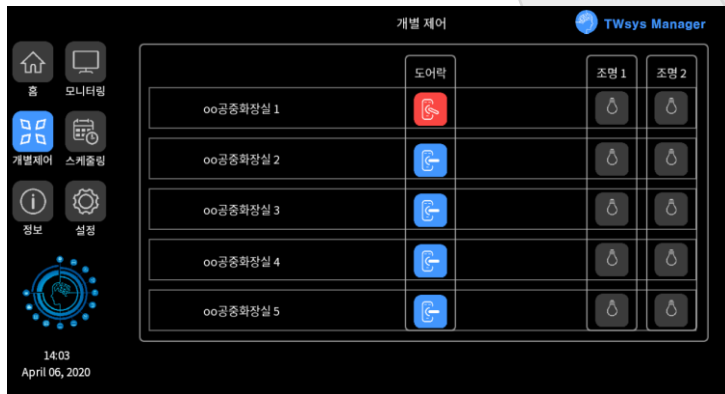 개별 제어
TWsys Manager
홈 모니터링
개별제어 스케줄링
정보 설정
14:03
April 06, 2020
도어락 조명 1 조명 2
oo공중화장실 1
oo공중화장실 2
oo공중화장실 3
oo공중화장실 4
oo공중화장실 5